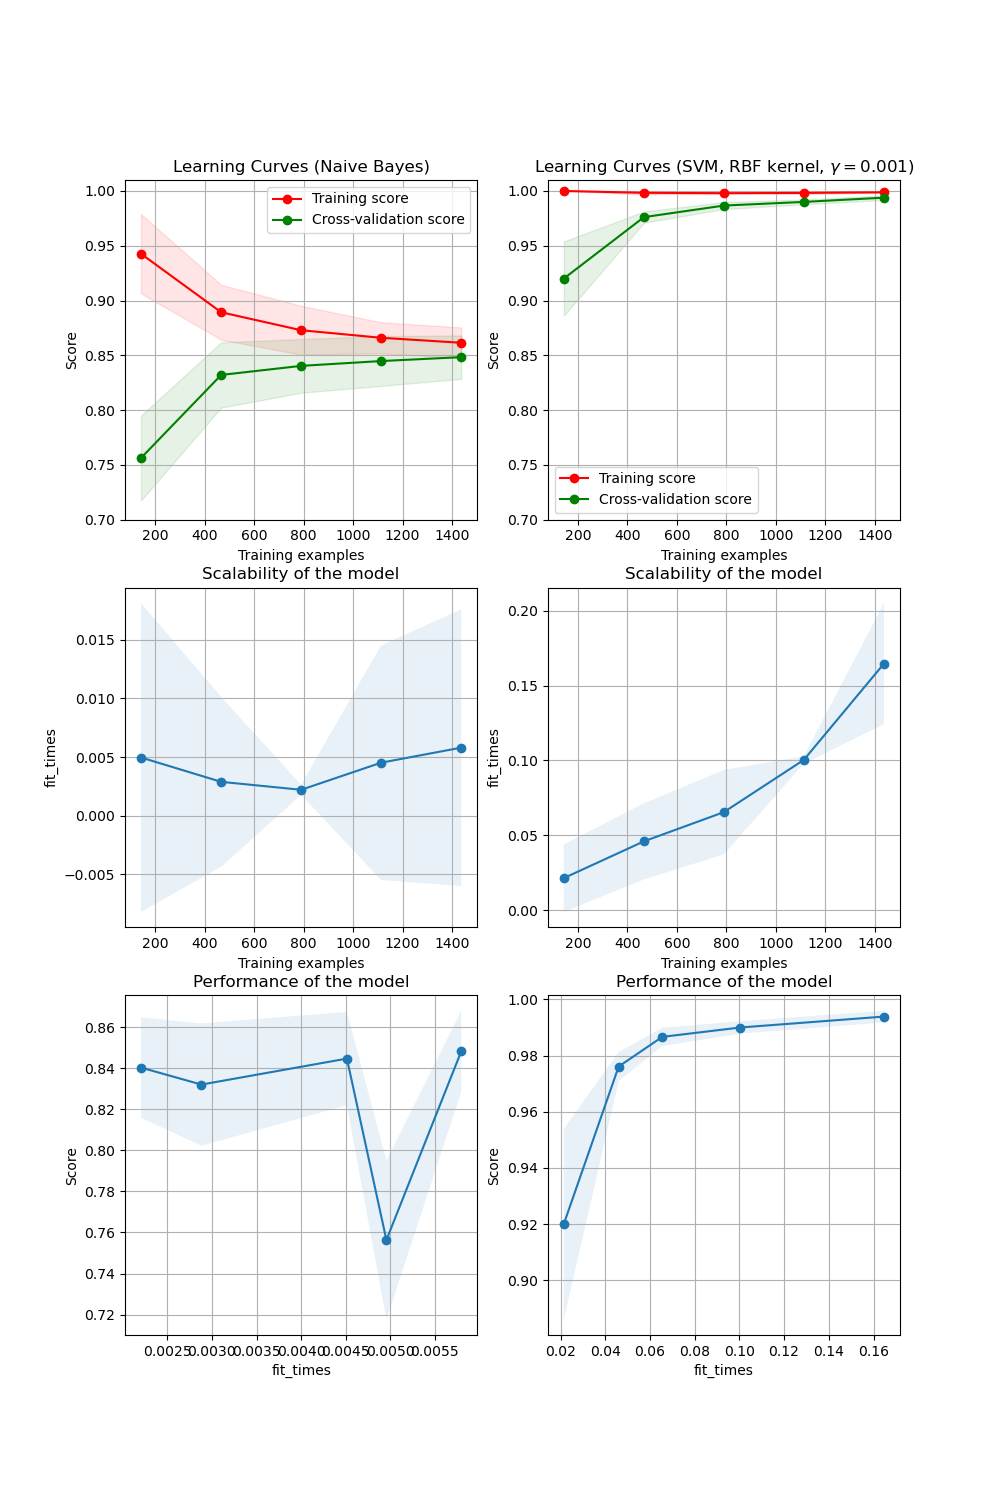 Learning Curves (Naive Bayes)
1.00
0.95
0.90
0.85
0.80
0.75
0.70
Score
Training score
Cross-validation score
200 400 600 800 1000 1200 1400
Training examples
Learning Curves (SVM, RBF kernel, γ = 0.001)
1.00
0.95
0.90
0.85
0.80
0.75
0.70
Score
Training score
Cross-validation score
200 400 600 800 1000 1200 1400
Training examples
Scalability of the model
0.015
0.010
0.005
0.000
−0.005
fit_times
200 400 600 800 1000 1200 1400
Training examples
Scalability of the model
0.20
0.15
0.10
0.05
0.00
fit_times
200 400 600 800 1000 1200 1400
Training examples
Performance of the model
0.86
0.84
0.82
0.80
0.78
0.76
0.74
0.72
Score
0.0025 0.0030 0.0035 0.0040 0.0045 0.0050 0.0055
fit_times
Performance of the model
1.00
0.98
0.96
0.94
0.92
0.90
Score
0.02 0.04 0.06 0.08 0.10 0.12 0.14 0.16
fit_times